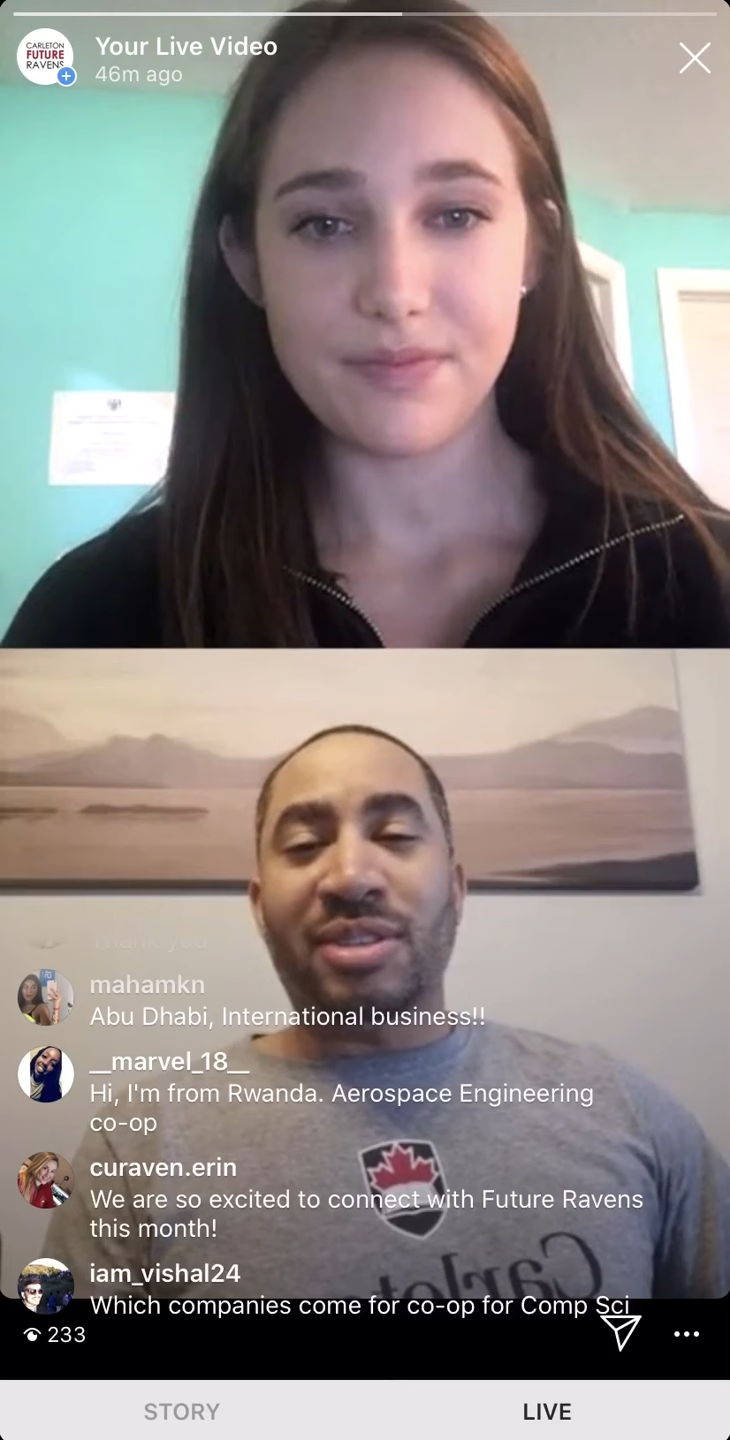 CARLETON
FUTURE
RAVENS
Your Live Video
46m ago
Thank you
mahamkn
Abu Dhabi, International business!!
__marvel_18__
Hi, I'm from Rwanda. Aerospace Engineering
co-op
curaven.erin
We are so excited to connect with Future Ravens
this month!
iam_vishal24
Which companies come for co-op for Comp Sci
233
STORY
LIVE